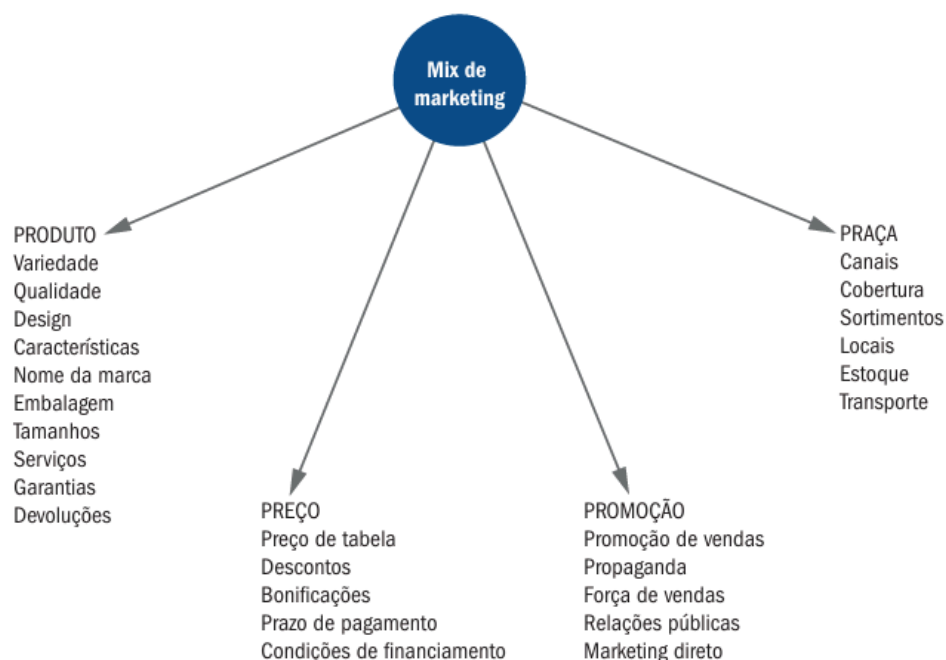 Mix de
marketing
PRODUTO
Variedade
Qualidade
Design
Características
Nome da marca
Embalagem
Tamanhos
Serviços
Garantias
Devoluções
PREÇO
Preço de tabela
Descontos
Bonificações
Prazo de pagamento
Condições de financiamento
PROMOÇÃO
Promoção de vendas
Propaganda
Força de vendas
Relações públicas
Marketing direto
PRAÇA
Canais
Cobertura
Sortimentos
Locais
Estoque
Transporte